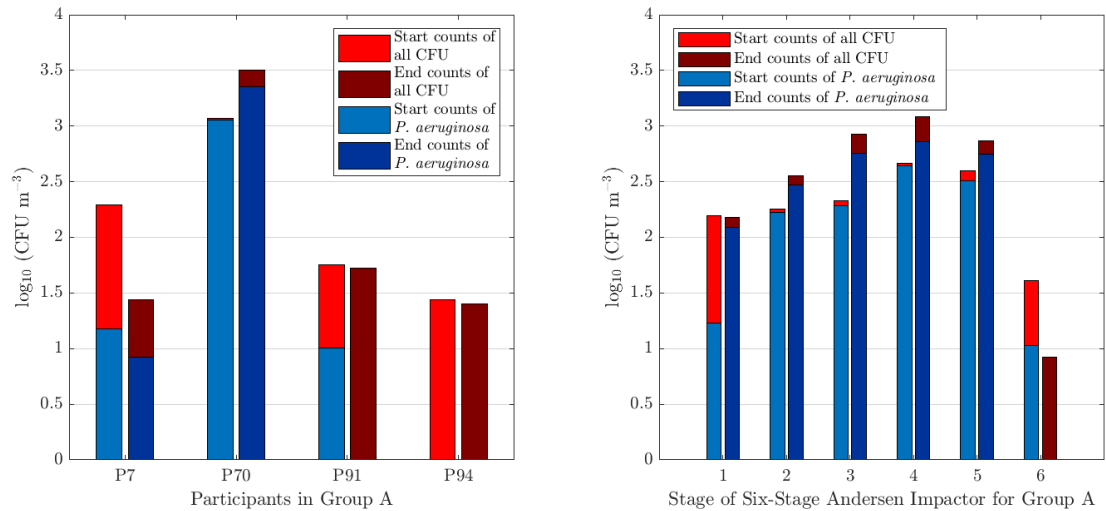 4
3.5
3
2.5
2
1.5
1
0.5
0
log10 (CFU m−3)
Start counts of
all CFU
End counts of
all CFU
Start counts of
P. aeruginosa
End counts of
P. aeruginosa
P7 P70 P91 P94
Participants in Group A
4
3.5
3
2.5
2
1.5
1
0.5
0
log10 (CFU m−3)
Start counts of all CFU
End counts of all CFU
Start counts of P. aeruginosa
End counts of P. aeruginosa
1 2 3 4 5 6
Stage of Six-Stage Andersen Impactor for Group A